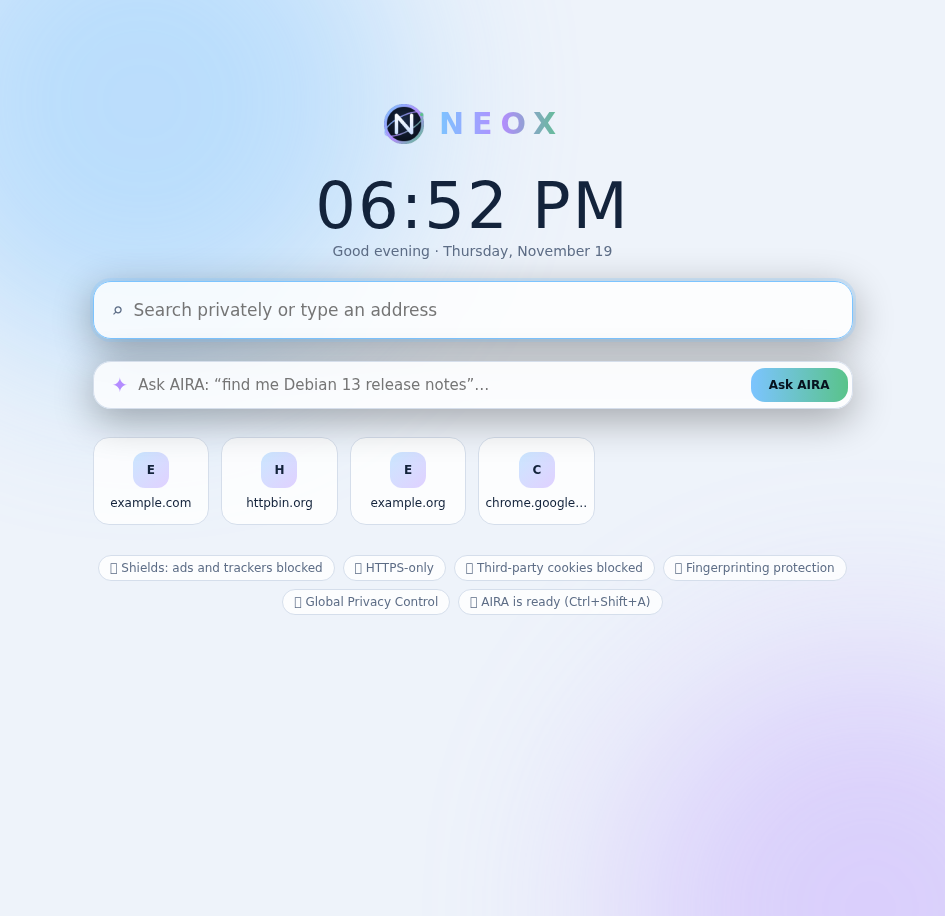 N NEOX
06:52 PM
Good evening · Thursday, November 19
Search privately or type an address
Ask AIRA: “find me Debian 13 release notes”…
Ask AIRA
E
example.com
H
httpbin.org
E
example.org
C
chrome.google…
Shields: ads and trackers blocked
HTTPS-only
Third-party cookies blocked
Fingerprinting protection
Global Privacy Control
AIRA is ready (Ctrl+Shift+A)